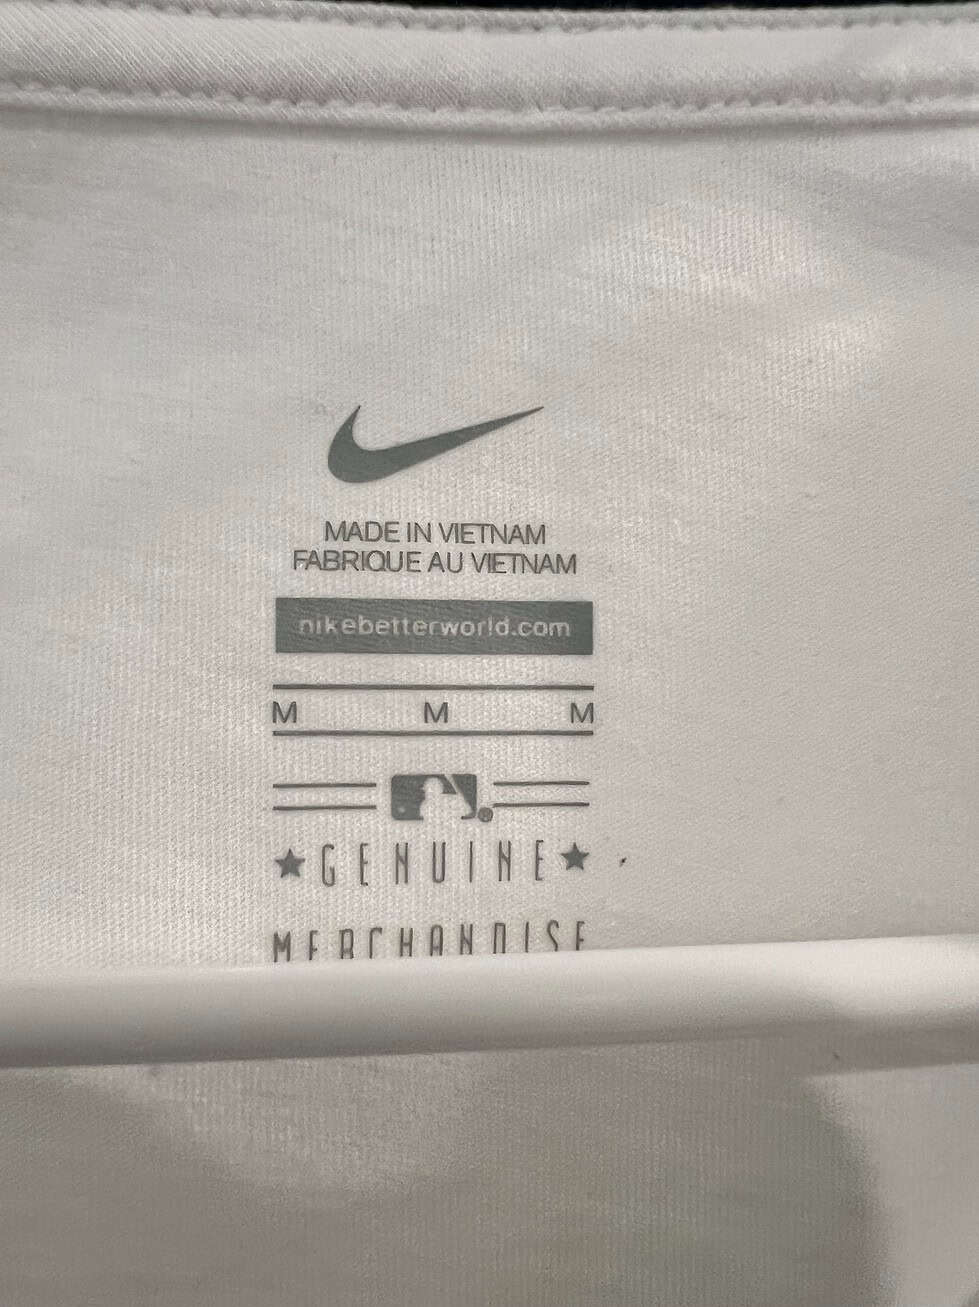 MADE IN VIETNAM
FABRIQUE AU VIETNAM
nikebetterworld.com
M M M
★GENUINE★
MERCHANDISE